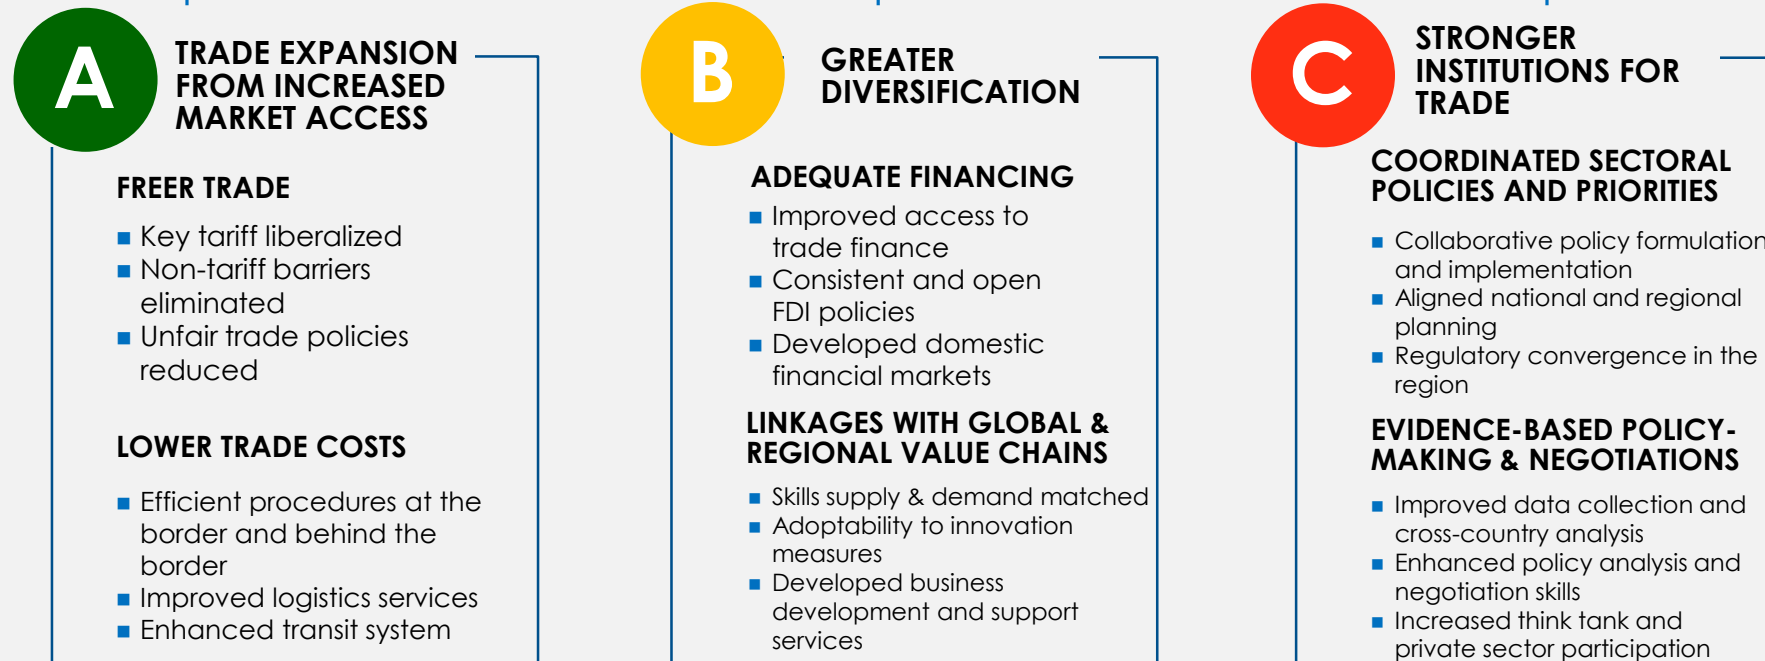 A
TRADE EXPANSION
FROM INCREASED
MARKET ACCESS
FREER TRADE
Key tariff liberalized
Non-tariff barriers
eliminated
Unfair trade policies
reduced
LOWER TRADE COSTS
Efficient procedures at the
border and behind the
border
Improved logistics services
Enhanced transit system
B
GREATER
DIVERSIFICATION
ADEQUATE FINANCING
Improved access to
trade finance
Consistent and open
FDI policies
Developed domestic
financial markets
LINKAGES WITH GLOBAL &
REGIONAL VALUE CHAINS
Skills supply & demand matched
Adoptability to innovation
measures
Developed business
development and support
services
C
STRONGER
INSTITUTIONS FOR
TRADE
COORDINATED SECTORAL
POLICIES AND PRIORITIES
Collaborative policy formulation
and implementation
Aligned national and regional
planning
Regulatory convergence in the
region
EVIDENCE-BASED POLICY-
MAKING & NEGOTIATIONS
Improved data collection and
cross-country analysis
Enhanced policy analysis and
negotiation skills
Increased think tank and
private sector participation